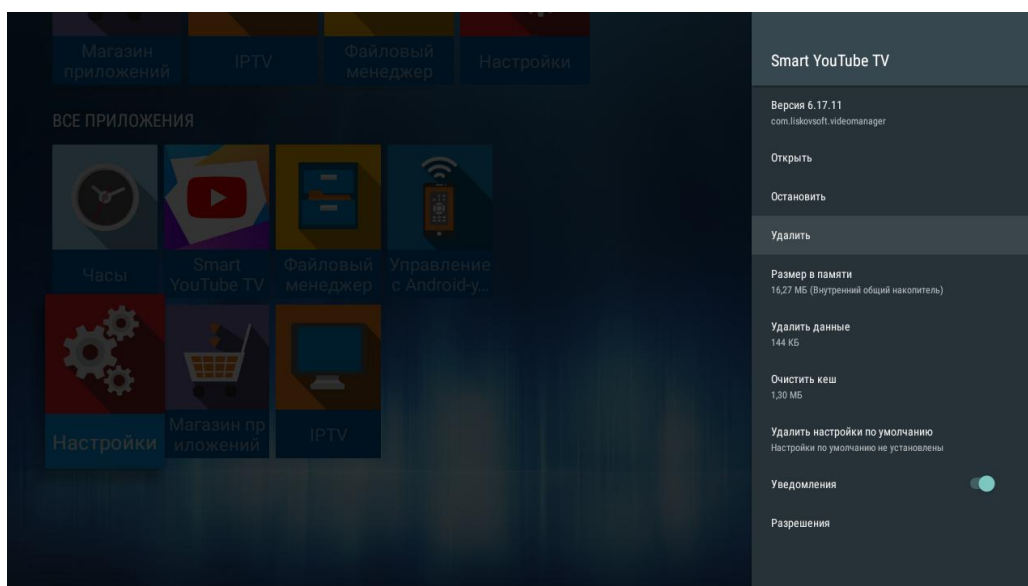 Магазин
приложений
IPTV
Файловый
менеджер
Настройки
ВСЕ ПРИЛОЖЕНИЯ
Часы
Smart
YouTube TV
Файловый
менеджер
Управление
с Android-у...
Настройки
Магазин пр
иложений
IPTV
Smart YouTube TV
Версия 6.17.11
com.liskovsoft.videomanager
Открыть
Остановить
Удалить
Размер в памяти
16,27 МБ (Внутренний общий накопитель)
Удалить данные
144 КБ
Очистить кеш
1,30 МБ
Удалить настройки по умолчанию
Настройки по умолчанию не установлены
Уведомления
Разрешения